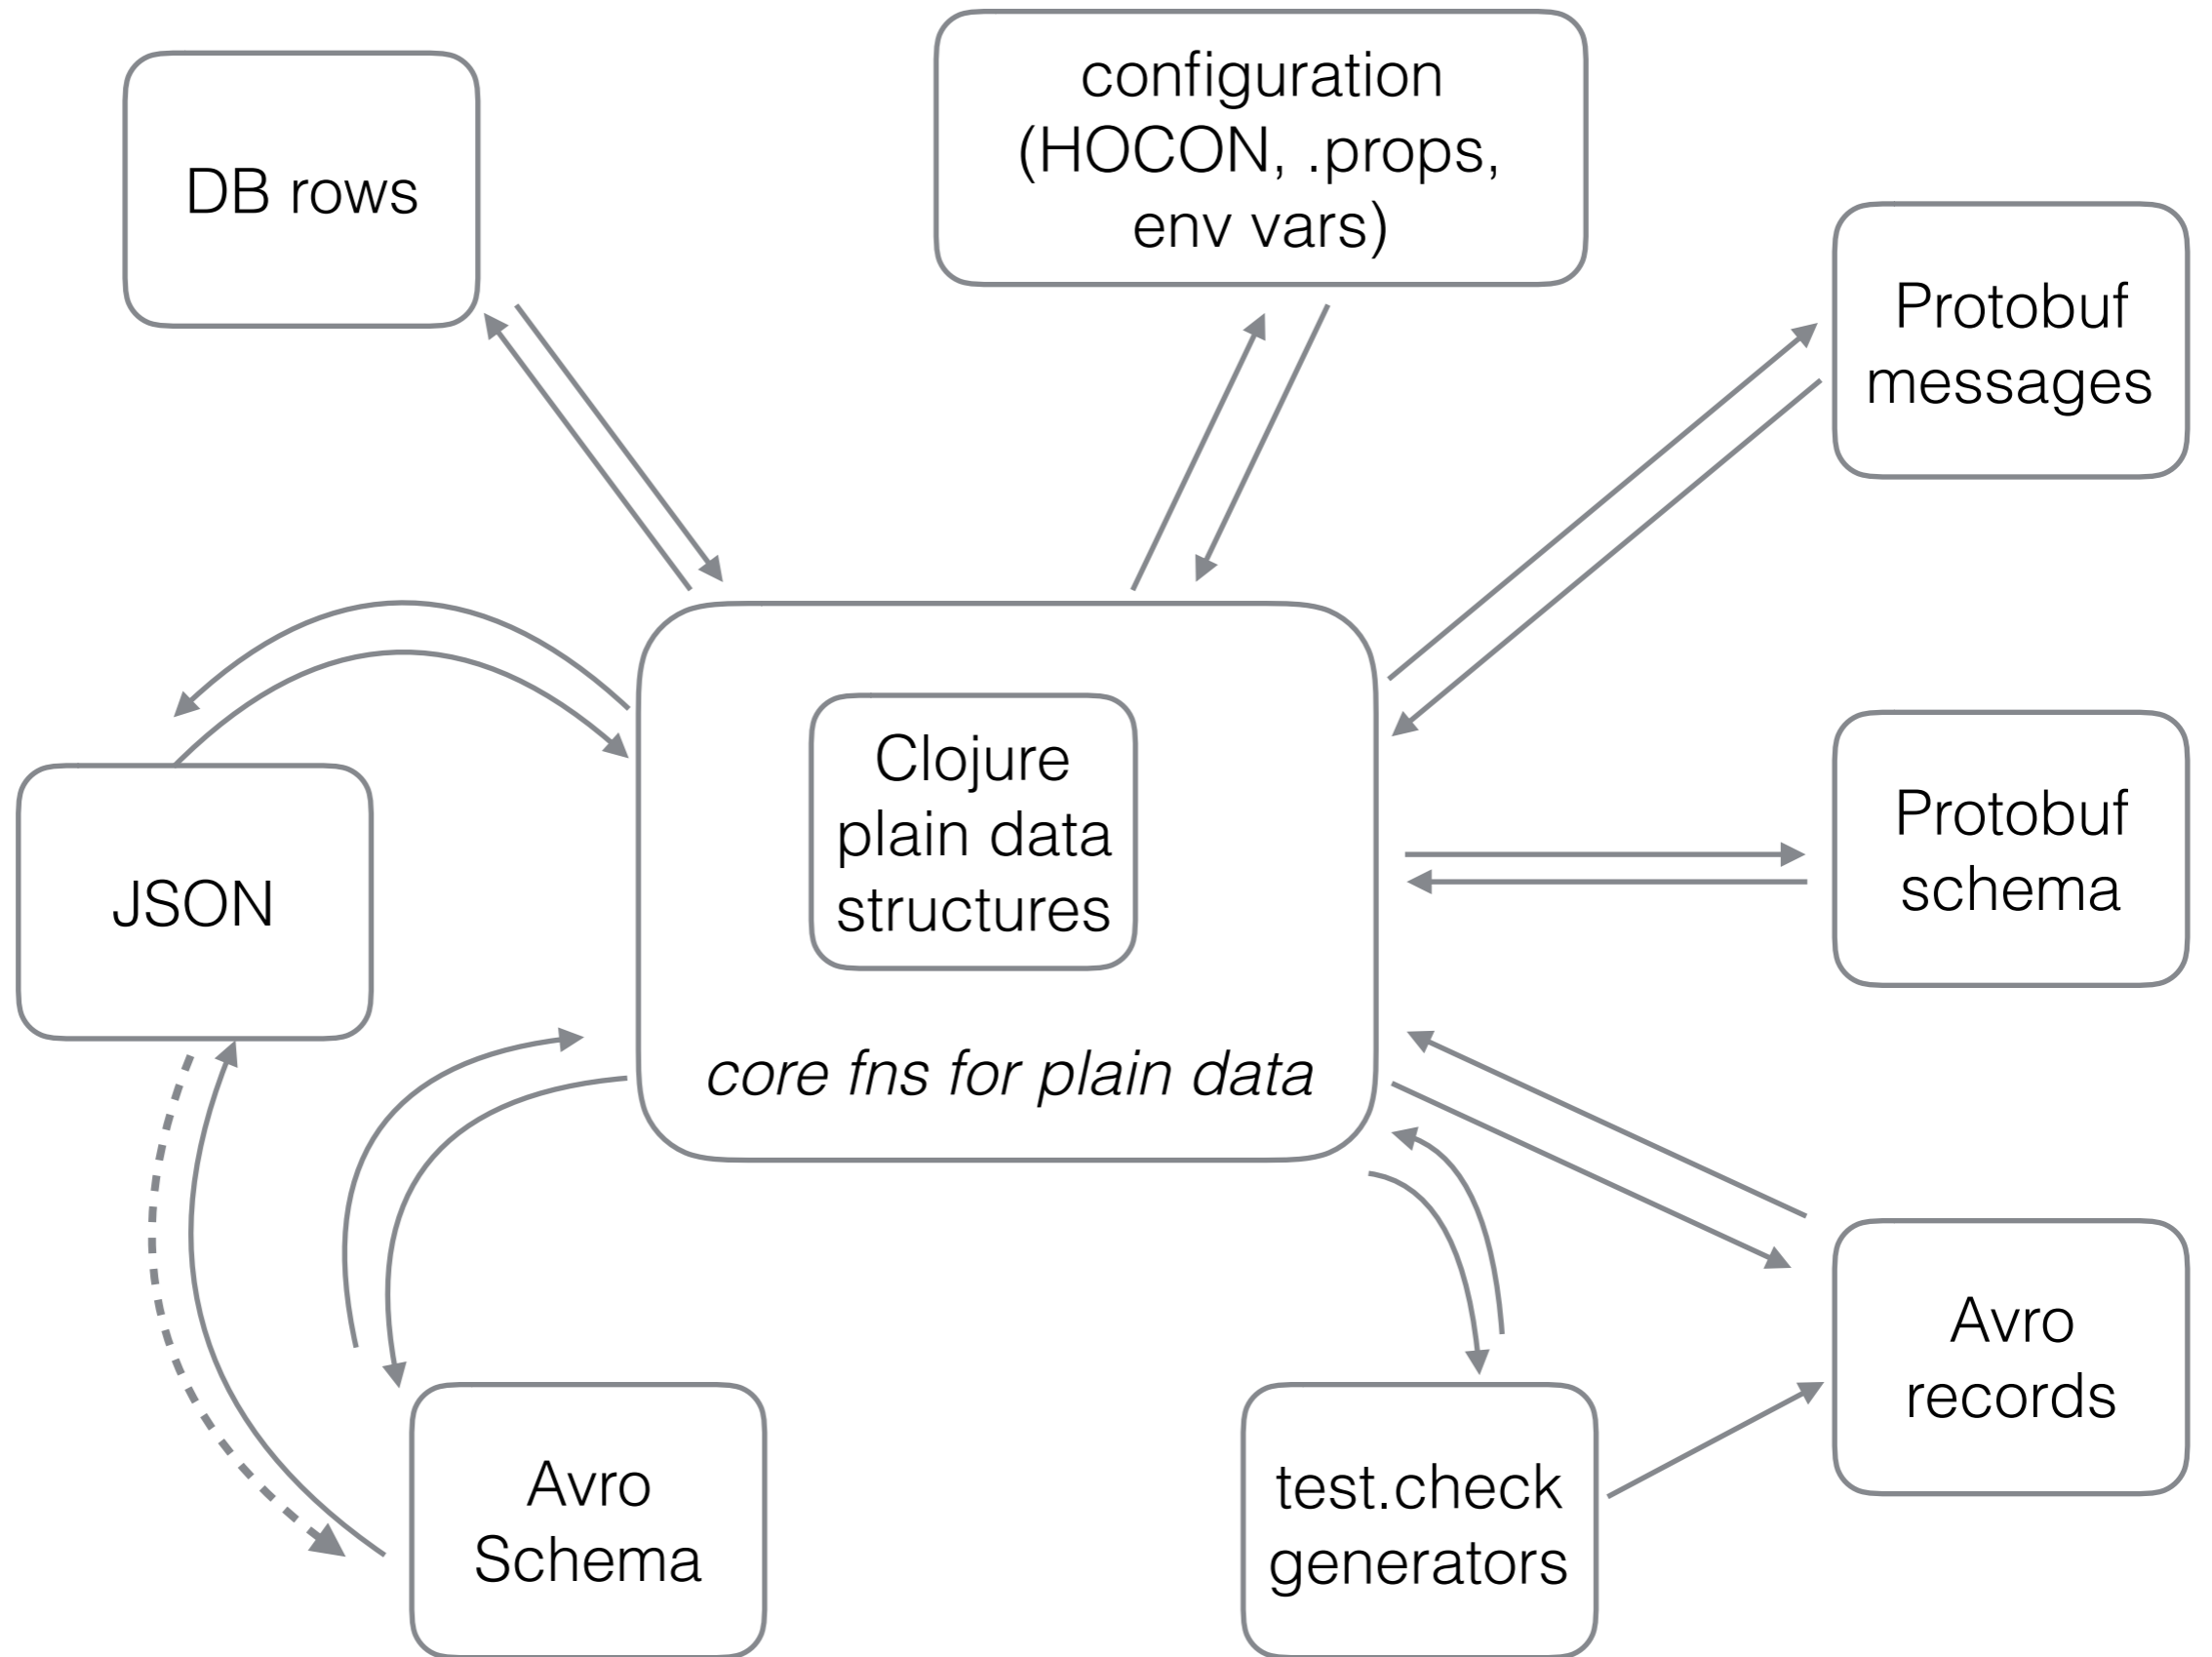 DB rows
configuration
(HOCON, .props,
env vars)
Protobuf
messages
Clojure
plain data
structures
core fns for plain data
Protobuf
schema
JSON
Avro
records
Avro
Schema
test.check
generators